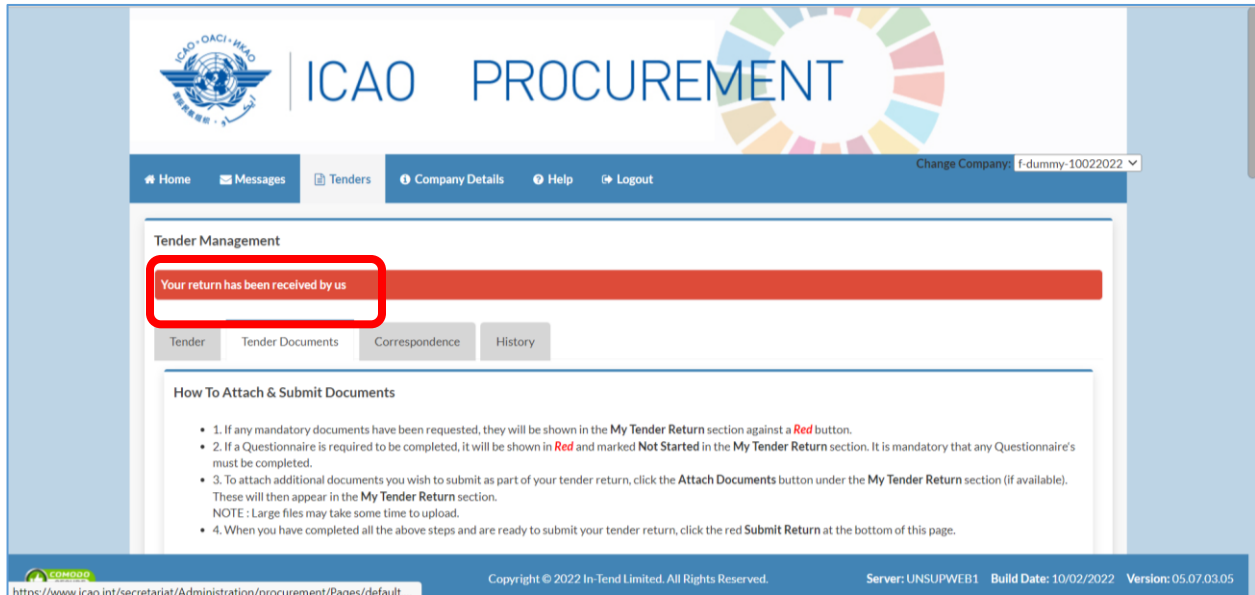 ICAO · OACI · ИКАО
ICAO PROCUREMENT
Change Company: f-dummy-10022022
Home Messages Tenders Company Details Help Logout
Tender Management
Your return has been received by us
Tender Tender Documents Correspondence History
How To Attach & Submit Documents
• 1. If any mandatory documents have been requested, they will be shown in the My Tender Return section against a Red button.
• 2. If a Questionnaire is required to be completed, it will be shown in Red and marked Not Started in the My Tender Return section. It is mandatory that any Questionnaire's
must be completed.
• 3. To attach additional documents you wish to submit as part of your tender return, click the Attach Documents button under the My Tender Return section (if available).
These will then appear in the My Tender Return section.
NOTE : Large files may take some time to upload.
• 4. When you have completed all the above steps and are ready to submit your tender return, click the red Submit Return at the bottom of this page.
COMODO
Copyright © 2022 In-Tend Limited. All Rights Reserved. Server: UNSUPWEB1 Build Date: 10/02/2022 Version: 05.07.03.05
https://www.icao.int/secretariat/Administration/procurement/Pages/default